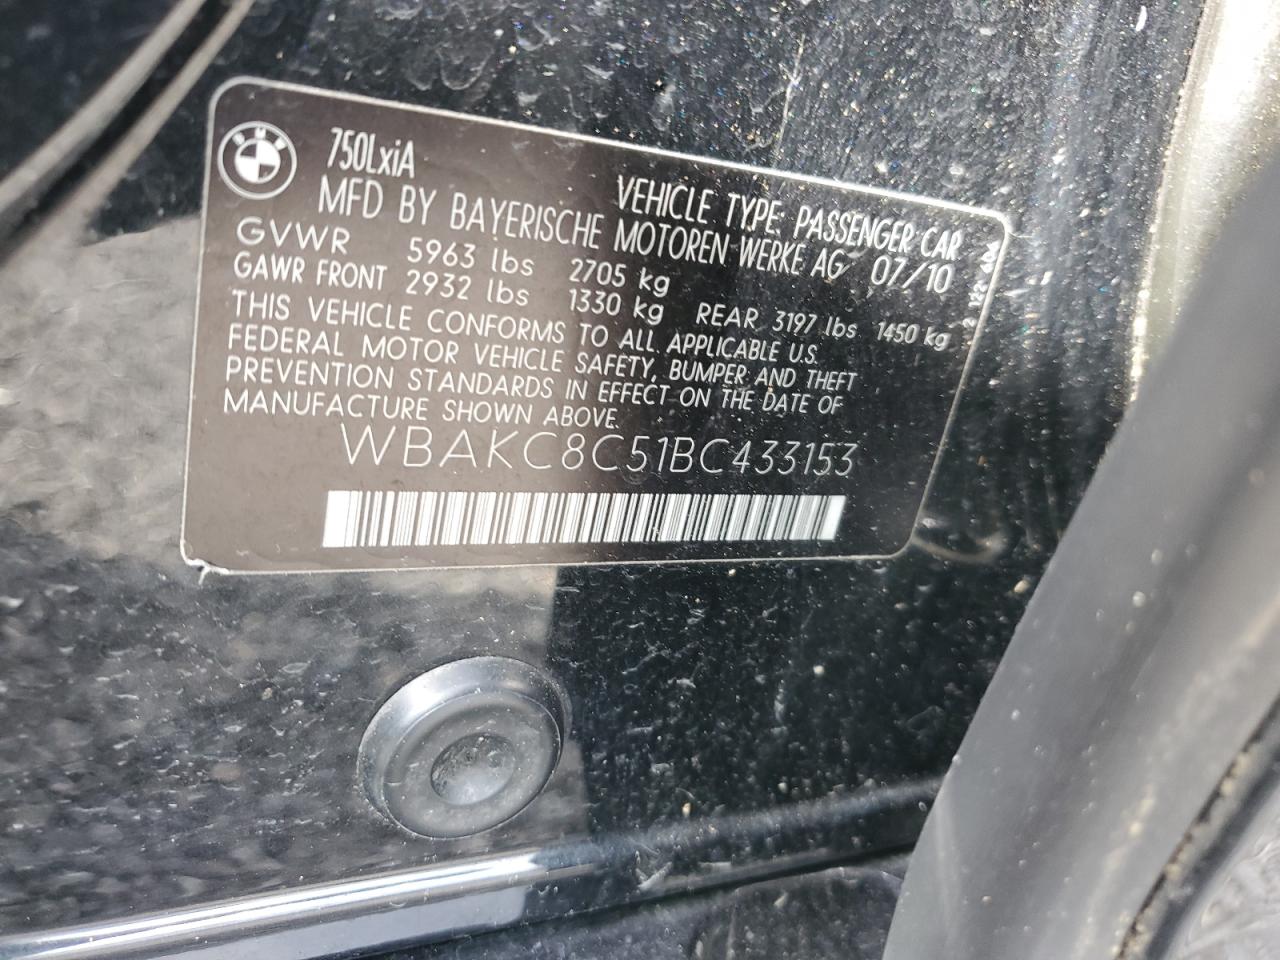 BMW
750LxiA
VEHICLE TYPE PASSENGER CAR
MFD BY BAYERISCHE MOTOREN WERKE AG 07/10
GVWR 5963 lbs 2705 kg
GAWR FRONT 2932 lbs 1330 kg REAR 3197 lbs 1450 kg
THIS VEHICLE CONFORMS TO ALL APPLICABLE U.S.
FEDERAL MOTOR VEHICLE SAFETY, BUMPER AND THEFT
PREVENTION STANDARDS IN EFFECT ON THE DATE OF
MANUFACTURE SHOWN ABOVE.
WBAKC8C51BC433153